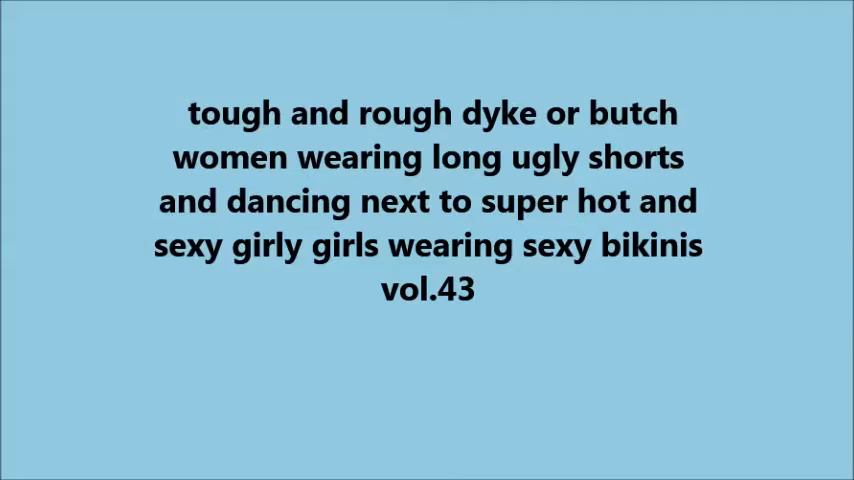 tough and rough dyke or butch
women wearing long ugly shorts
and dancing next to super hot and
sexy girly girls wearing sexy bikinis
vol.43